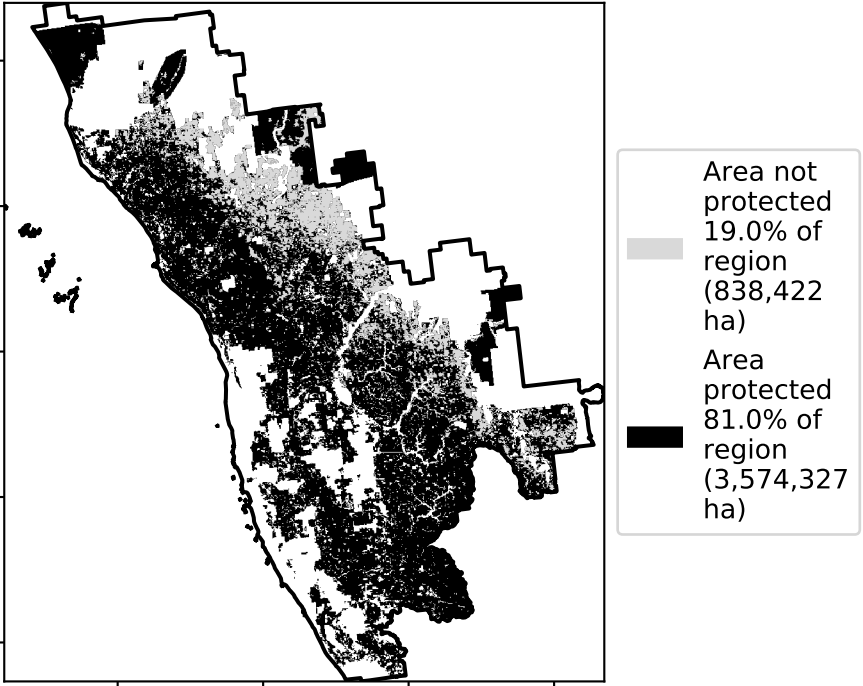 Area not
protected
19.0% of
region
(838,422
ha)
Area
protected
81.0% of
region
(3,574,327
ha)